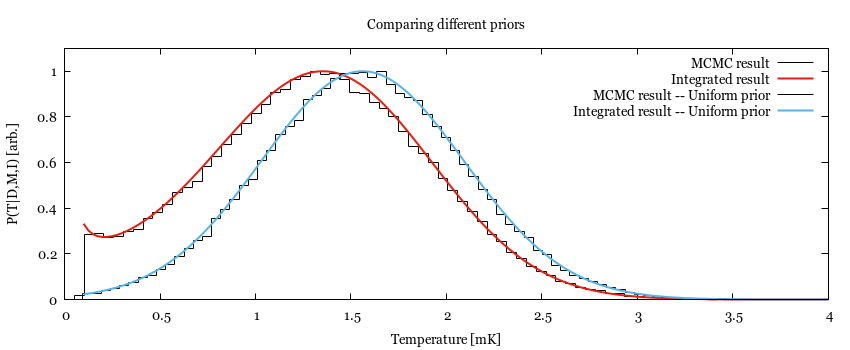 Comparing different priors
MCMC result
Integrated result
MCMC result -- Uniform prior
Integrated result -- Uniform prior
P(T|D,M,I) [arb.]
1
0.8
0.6
0.4
0.2
0
0 0.5 1 1.5 2 2.5 3 3.5 4
Temperature [mK]